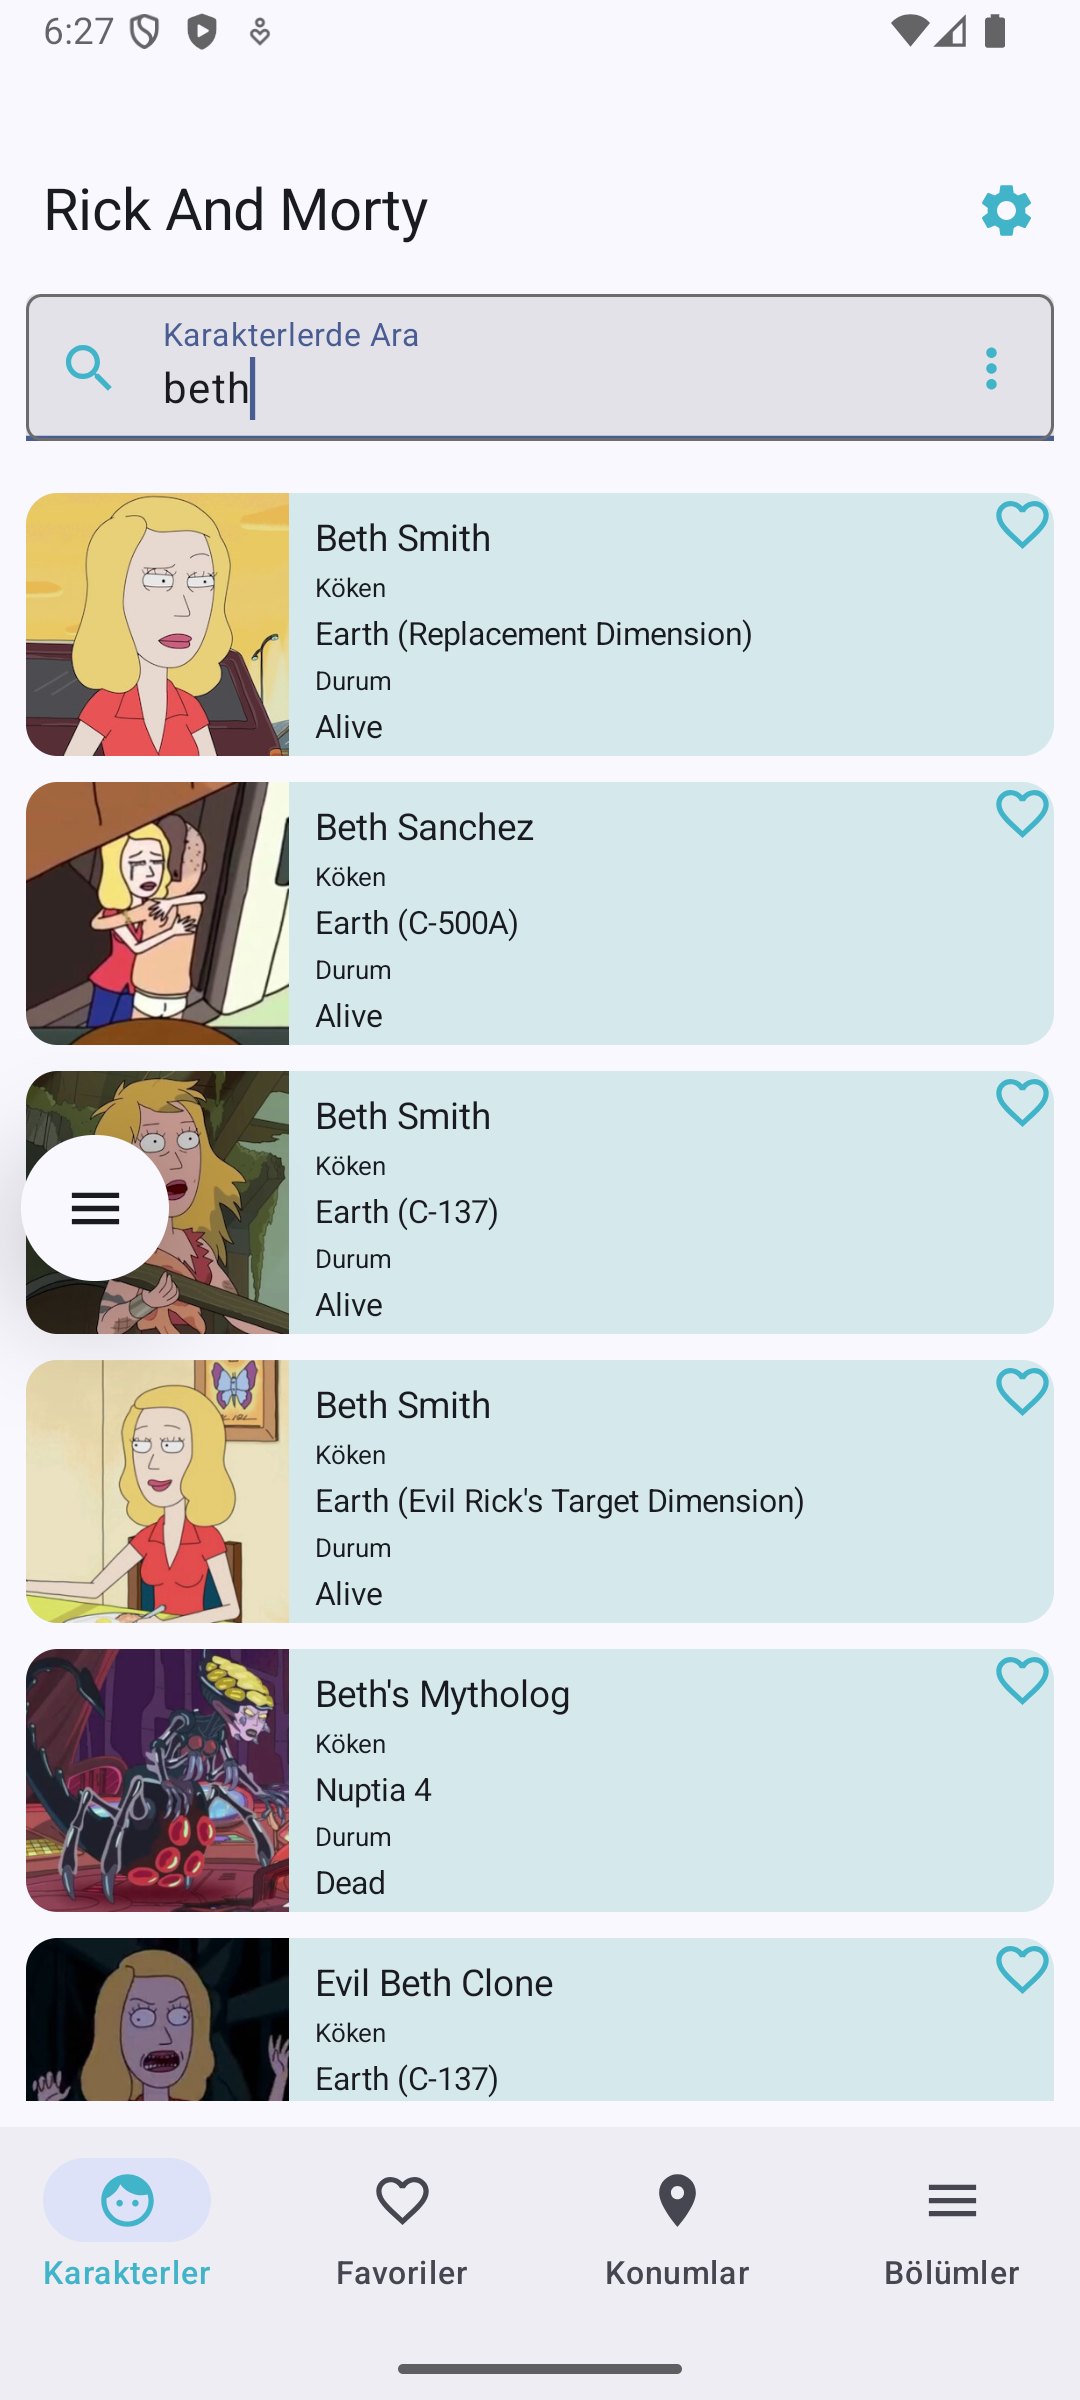 6:27
Rick And Morty
Karakterlerde Ara
beth
Beth Smith
Köken
Earth (Replacement Dimension)
Durum
Alive
Beth Sanchez
Köken
Earth (C-500A)
Durum
Alive
Beth Smith
Köken
Earth (C-137)
Durum
Alive
Beth Smith
Köken
Earth (Evil Rick's Target Dimension)
Durum
Alive
Beth's Mytholog
Köken
Nuptia 4
Durum
Dead
Evil Beth Clone
Köken
Earth (C-137)
Karakterler
Favoriler
Konumlar
Bölümler